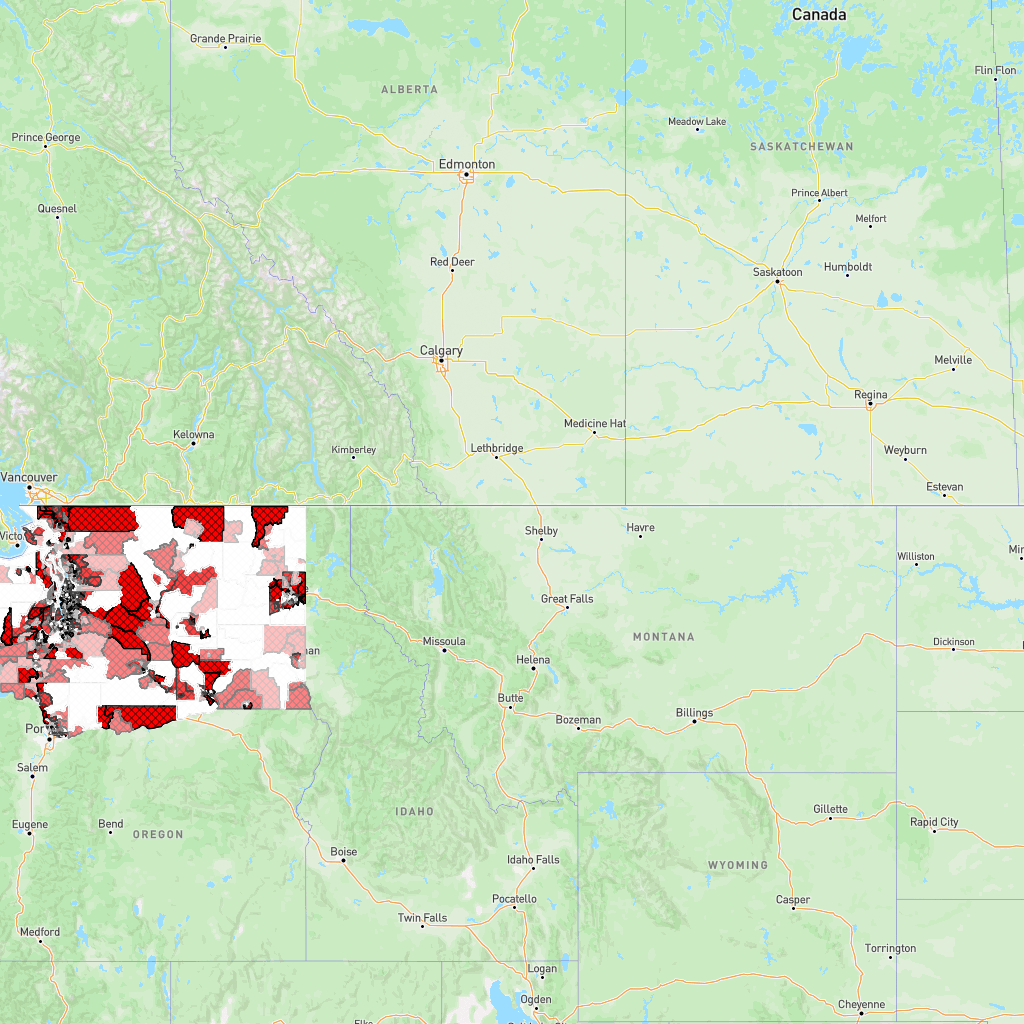 Canada
Grande Prairie
Flin Flon
ALBERTA
Meadow Lake
Prince George
SASKATCHEWAN
Edmonton
Prince Albert
Quesnel
Melfort
Red Deer
Saskatoon
Humboldt
Calgary
Melville
Regina
Medicine Hat
Kelowna
Kimberley
Lethbridge
Weyburn
Vancouver
Estevan
Shelby
Havre
Victo
Williston
Mi
Great Falls
MONTANA
Missoula
Dickinson
an
Helena
Butte
Bozeman
Billings
Por
Salem
IDAHO
Gillette
Rapid City
Eugene
Bend
OREGON
Boise
WYOMING
Idaho Falls
Pocatello
Casper
Twin Falls
Medford
Torrington
Logan
Ogden
Cheyenne